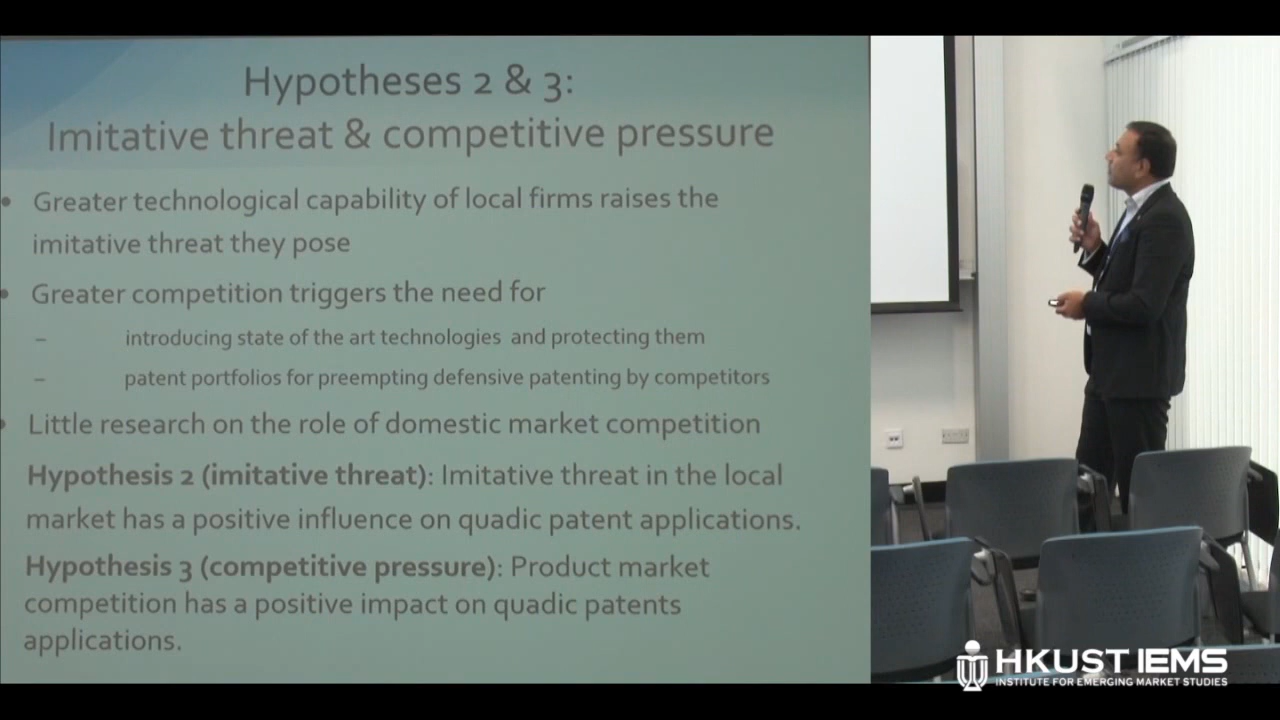 Hypotheses 2 & 3:
Imitative threat & competitive pressure
• Greater technological capability of local firms raises the
imitative threat they pose
• Greater competition triggers the need for
– introducing state of the art technologies and protecting them
– patent portfolios for preempting defensive patenting by competitors
• Little research on the role of domestic market competition
Hypothesis 2 (imitative threat): Imitative threat in the local
market has a positive influence on quadic patent applications.
Hypothesis 3 (competitive pressure): Product market
competition has a positive impact on quadic patents
applications.
HKUST IEMS
INSTITUTE FOR EMERGING MARKET STUDIES